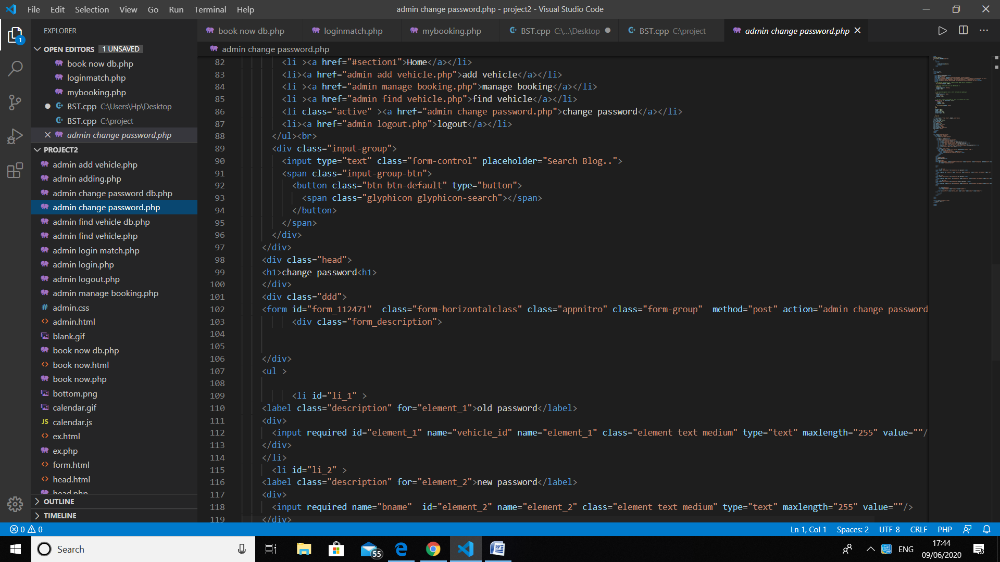 File Edit Selection View Go Run Terminal Help
admin change password.php - project2 - Visual Studio Code
EXPLORER
OPEN EDITORS 1 UNSAVED
book now db.php
loginmatch.php
mybooking.php
BST.cpp C:\Users\Hp\Desktop
BST.cpp C:\project
admin change password.php
PROJECT2
admin add vehicle.php
admin adding.php
admin change password db.php
admin change password.php
admin find vehicle db.php
admin find vehicle.php
admin login match.php
admin login.php
admin logout.php
admin manage booking.php
admin.css
admin.html
blank.gif
book now db.php
book now.html
book now.php
bottom.png
calendar.gif
JS calendar.js
ex.html
ex.php
form.html
head.html
head.php
OUTLINE
TIMELINE
book now db.php loginmatch.php mybooking.php BST.cpp C:\...\Desktop BST.cpp C:\project admin change password.php
admin change password.php
82 <li ><a href="#section1">Home</a></li>
83 <li><a href="admin add vehicle.php">add vehicle</a></li>
84 <li ><a href="admin manage booking.php">manage booking</a></li>
85 <li ><a href="admin find vehicle.php">find vehicle</a></li>
86 <li class="active" ><a href="admin change password.php">change password</a></li>
87 <li><a href="admin logout.php">logout</a></li>
88 </ul><br>
89 <div class="input-group">
90 <input type="text" class="form-control" placeholder="Search Blog..">
91 <span class="input-group-btn">
92 <button class="btn btn-default" type="button">
93 <span class="glyphicon glyphicon-search"></span>
94 </button>
95 </span>
96 </div>
97 </div>
98 <div class="head">
99 <h1>change password<h1>
100 </div>
101 <div class="ddd">
102 <form id="form_112471"  class="form-horizontalclass" class="appnitro" class="form-group"  method="post" action="admin change password
103 <div class="form_description">
104
105
106 </div>
107 <ul >
108
109 <li id="li_1" >
110 <label class="description" for="element_1">old password</label>
111 <div>
112 <input required id="element_1" name="vehicle_id" name="element_1" class="element text medium" type="text" maxlength="255" value=""/
113 </div>
114 </li>
115 <li id="li_2" >
116 <label class="description" for="element_2">new password</label>
117 <div>
118 <input required name="bname"  id="element_2" name="element_2" class="element text medium" type="text" maxlength="255" value=""/>
119 </div>
0 0
Ln 1, Col 1 Spaces: 2 UTF-8 CRLF PHP
Search
55
ENG
17:44
09/06/2020